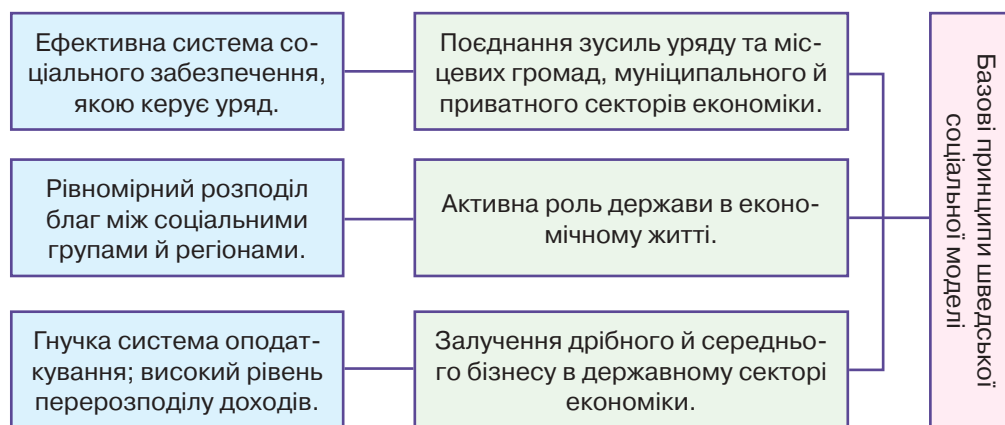 Ефективна система со-
ціального забезпечення,
якою керує уряд.
Поєднання зусиль уряду та міс-
цевих громад, муніципального й
приватного секторів економіки.
Рівномірний розподіл
благ між соціальними
групами й регіонами.
Активна роль держави в еконо-
мічному житті.
Гнучка система оподат-
кування; високий рівень
перерозподілу доходів.
Залучення дрібного й середньо-
го бізнесу в державному секторі
економіки.
Базові принципи шведської
соціальної моделі